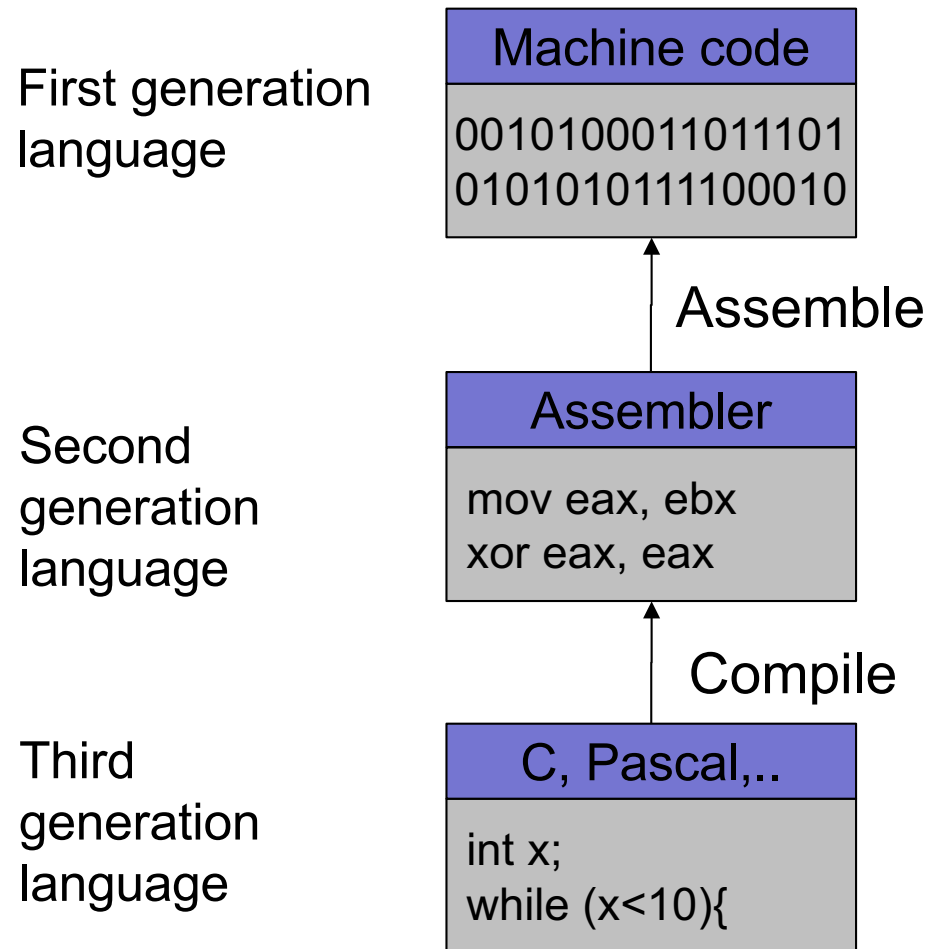 First generation
language
Machine code
0010100011011101
0101010111100010
Assemble
Second
generation
language
Assembler
mov eax, ebx
xor eax, eax
Compile
Third
generation
language
C, Pascal,..
int x;
while (x<10){